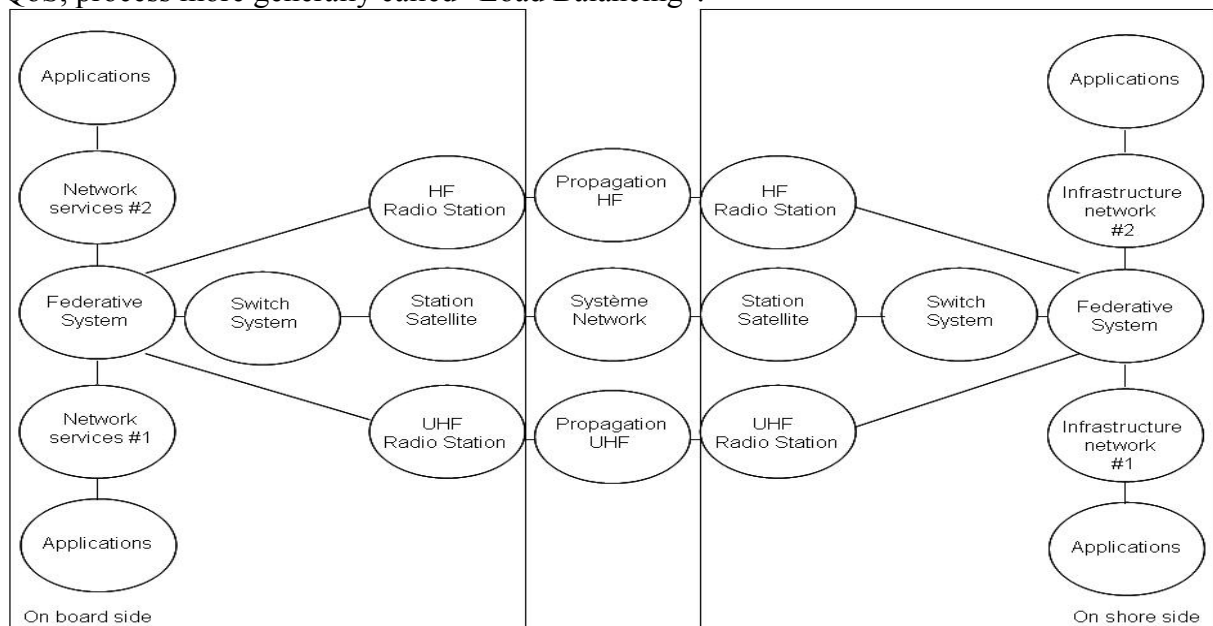 QoS, process more generally called "Load Balancing".
Applications
Applications
Network
services #2
HF
Radio Station
Propagation
HF
HF
Radio Station
Infrastructure
network
#2
Federative
System
Switch
System
Station
Satellite
Système
Network
Station
Satellite
Switch
System
Federative
System
Network
services #1
UHF
Radio Station
Propagation
UHF
UHF
Radio Station
Infrastructure
network
#1
Applications
Applications
On board side
On shore side